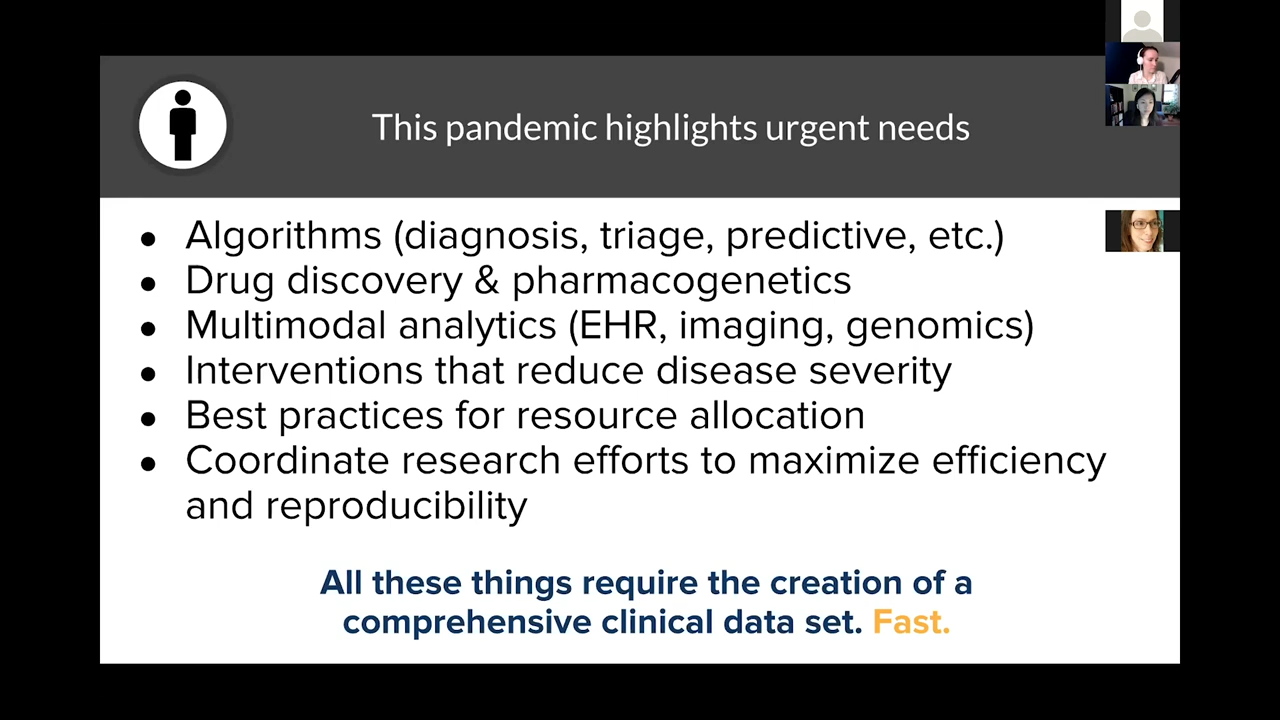 This pandemic highlights urgent needs
● Algorithms (diagnosis, triage, predictive, etc.)
● Drug discovery & pharmacogenetics
● Multimodal analytics (EHR, imaging, genomics)
● Interventions that reduce disease severity
● Best practices for resource allocation
● Coordinate research efforts to maximize efficiency
and reproducibility
All these things require the creation of a
comprehensive clinical data set. Fast.